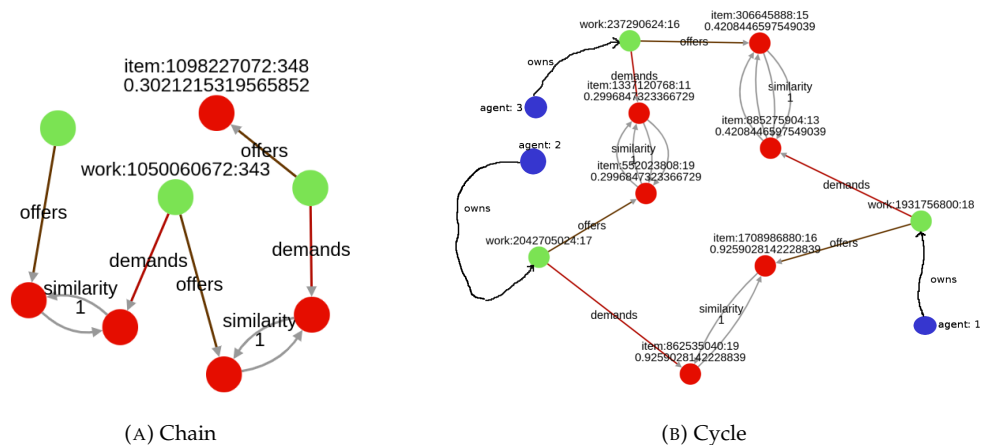 item:1098227072:348
0.3021215319565852
offers
work:1050060672:343
offers
demands
offers
demands
similarity
1
similarity
1
(A) Chain
work:237290624:16
item:306645888:15
0.4208446597549039
offers
owns
demands
item:1337120768:11
0.2996847323366729
similarity
1
agent: 3
item:885275904:13
0.4208446597549039
agent: 2
similarity
1
item:552023808:19
0.2996847323366729
demands
owns
work:1931756800:18
offers
work:2042705024:17
item:1708986880:16
0.9259028142228839
offers
owns
similarity
1
demands
agent: 1
item:862535040:19
0.9259028142228839
(B) Cycle